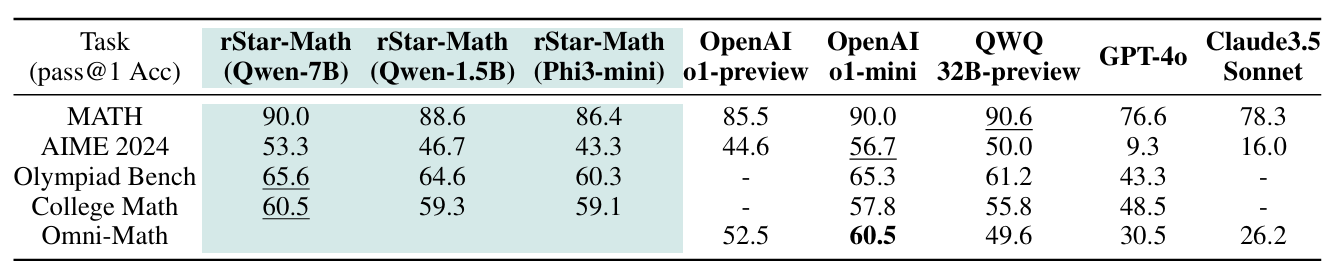 Task (pass@1 Acc) rStar-Math (Qwen-7B) rStar-Math (Qwen-1.5B) rStar-Math (Phi3-mini) OpenAI o1-preview OpenAI o1-mini QWQ 32B-preview GPT-4o Claude3.5 Sonnet
MATH 90.0 88.6 86.4 85.5 90.0 90.6 76.6 78.3
AIME 2024 53.3 46.7 43.3 44.6 56.7 50.0 9.3 16.0
Olympiad Bench 65.6 64.6 60.3 - 65.3 61.2 43.3 -
College Math 60.5 59.3 59.1 - 57.8 55.8 48.5 -
Omni-Math 52.5 60.5 49.6 30.5 26.2